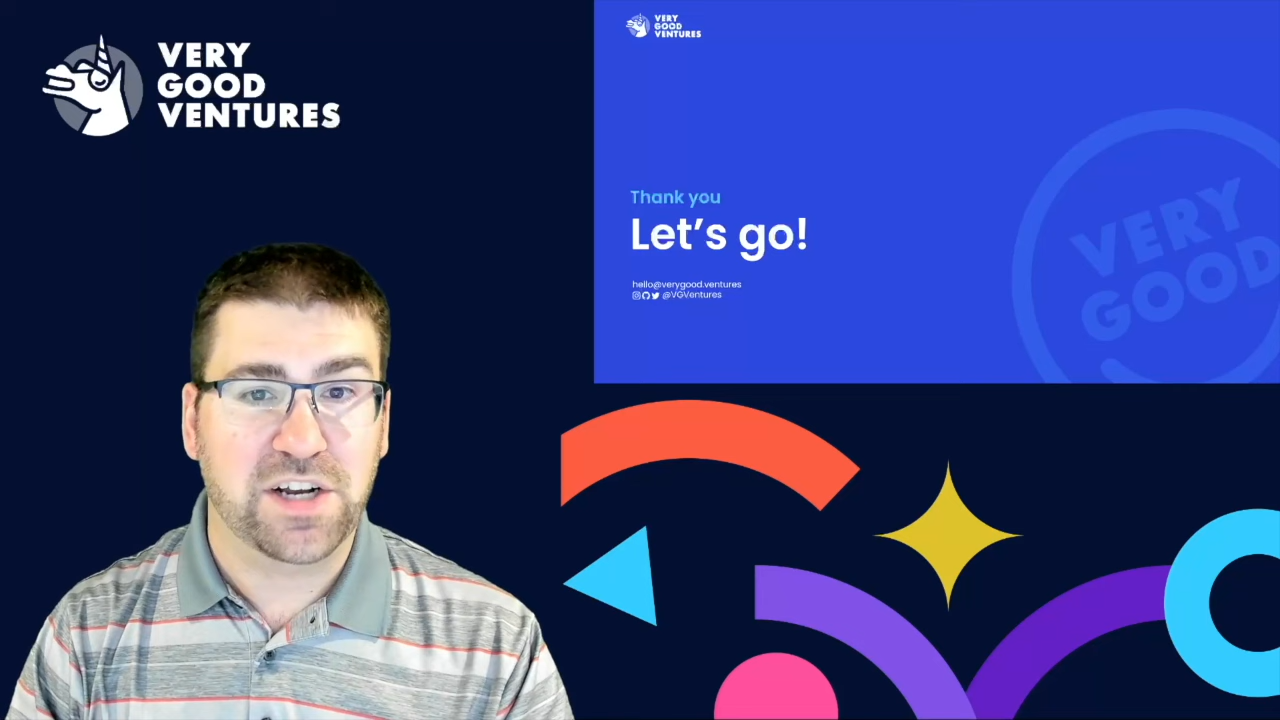 VERY
GOOD
VENTURES
VERY
GOOD
VENTURES
Thank you
Let's go!
hello@verygood.ventures
@VGVentures
VERY
GOOD